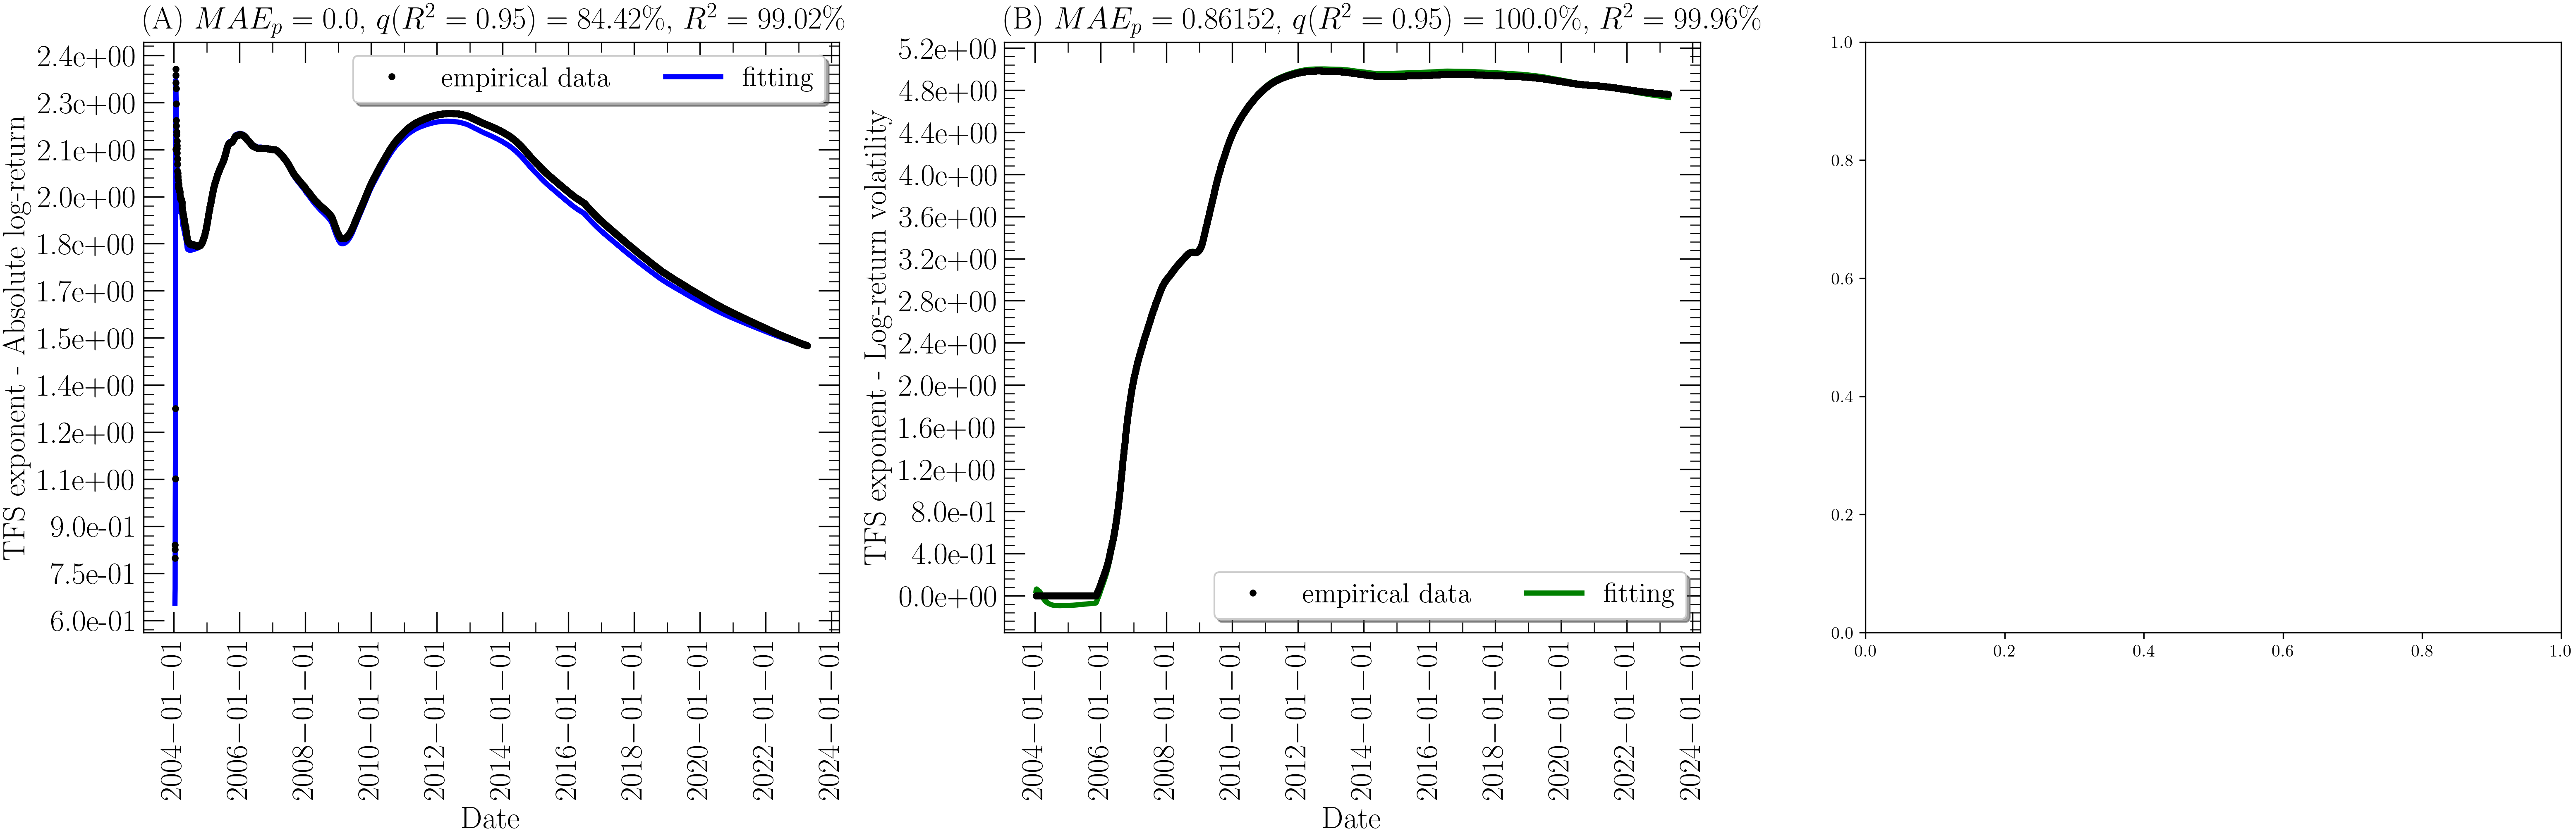 (A) MAE_p = 0.0, q(R² = 0.95) = 84.42%, R² = 99.02%
TFS exponent - Absolute log-return
2.4e+00
2.3e+00
2.1e+00
2.0e+00
1.8e+00
1.7e+00
1.5e+00
1.4e+00
1.2e+00
1.1e+00
9.0e-01
7.5e-01
6.0e-01
empirical data
fitting
2004−01−01
2006−01−01
2008−01−01
2010−01−01
2012−01−01
2014−01−01
2016−01−01
2018−01−01
2020−01−01
2022−01−01
2024−01−01
Date
(B) MAE_p = 0.86152, q(R² = 0.95) = 100.0%, R² = 99.96%
TFS exponent - Log-return volatility
5.2e+00
4.8e+00
4.4e+00
4.0e+00
3.6e+00
3.2e+00
2.8e+00
2.4e+00
2.0e+00
1.6e+00
1.2e+00
8.0e-01
4.0e-01
0.0e+00
empirical data
fitting
2004−01−01
2006−01−01
2008−01−01
2010−01−01
2012−01−01
2014−01−01
2016−01−01
2018−01−01
2020−01−01
2022−01−01
2024−01−01
Date
1.0
0.8
0.6
0.4
0.2
0.0
0.0
0.2
0.4
0.6
0.8
1.0